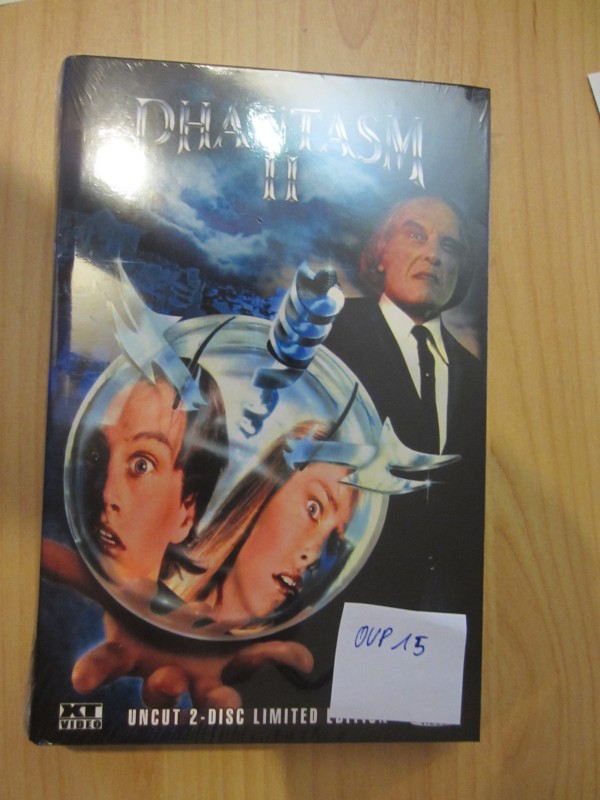 PHANTASM
II
OVP 15
XT
VIDEO
UNCUT 2-DISC LIMITED